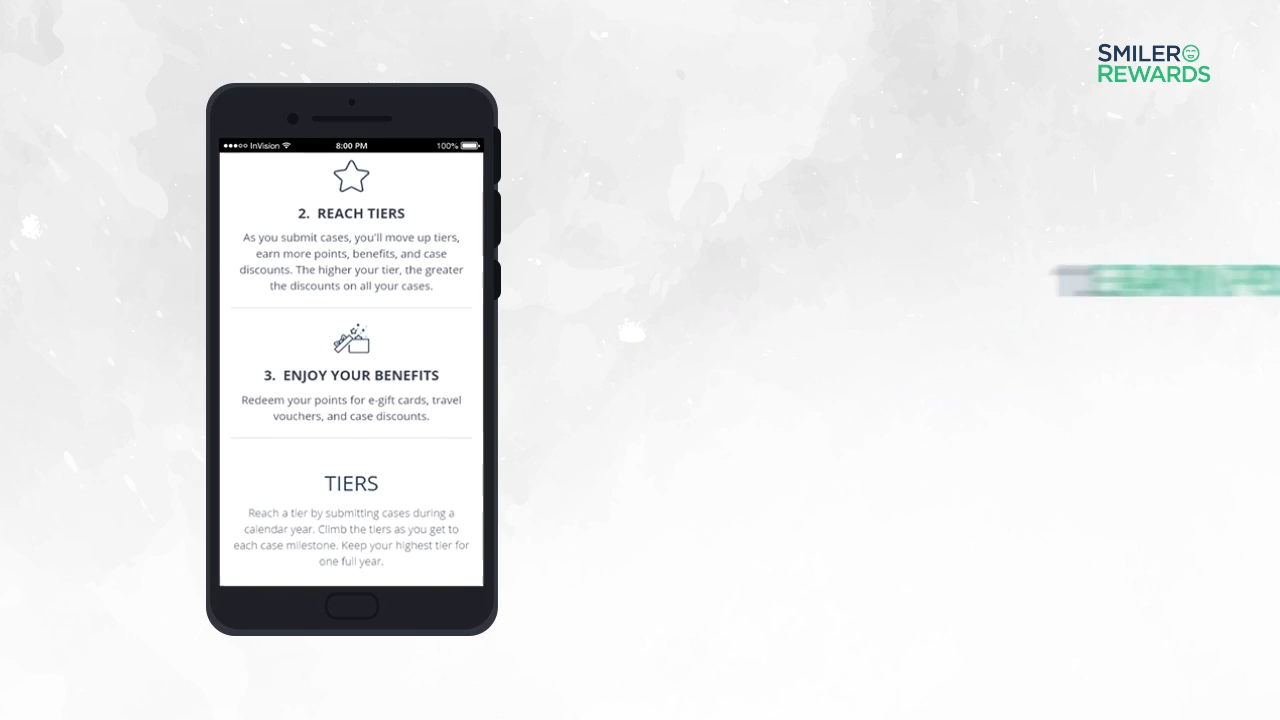 SMILER
REWARDS
InVision
8:00 PM
100%
2. REACH TIERS
As you submit cases, you'll move up tiers,
earn more points, benefits, and case
discounts. The higher your tier, the greater
the discounts on all your cases.
3. ENJOY YOUR BENEFITS
Redeem your points for e-gift cards, travel
vouchers, and case discounts.
TIERS
Reach a tier by submitting cases during a
calendar year. Climb the tiers as you get to
each case milestone. Keep your highest tier for
one full year.